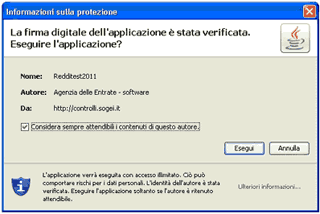 Informazioni sulla protezione
La firma digitale dell'applicazione è stata verificata.
Eseguire l'applicazione?
Nome: Redditest2011
Autore: Agenzia delle Entrate - software
Da: http://controlli.sogei.it
Considera sempre attendibili i contenuti di questo autore.
Esegui Annulla
L'applicazione verrà eseguita con accesso illimitato. Ciò può
comportare rischi per i dati personali. L'identità dell'autore è stata
verificata. Eseguire l'applicazione soltanto se l'autore è ritenuto
attendibile.
Ulteriori informazioni...